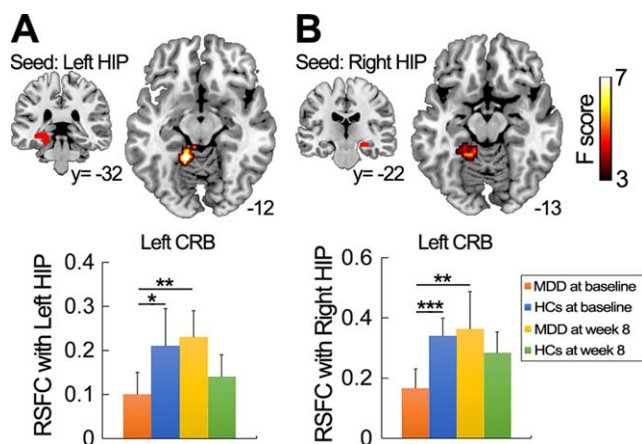 A
Seed: Left HIP
y= -32
-12
B
Seed: Right HIP
y= -22
-13
7
3
F score
Left CRB
RSFC with Left HIP
0.4
0.3
0.2
0.1
0
*
**
Left CRB
RSFC with Right HIP
0.6
0.4
0.2
0
***
**
MDD at baseline
HCs at baseline
MDD at week 8
HCs at week 8